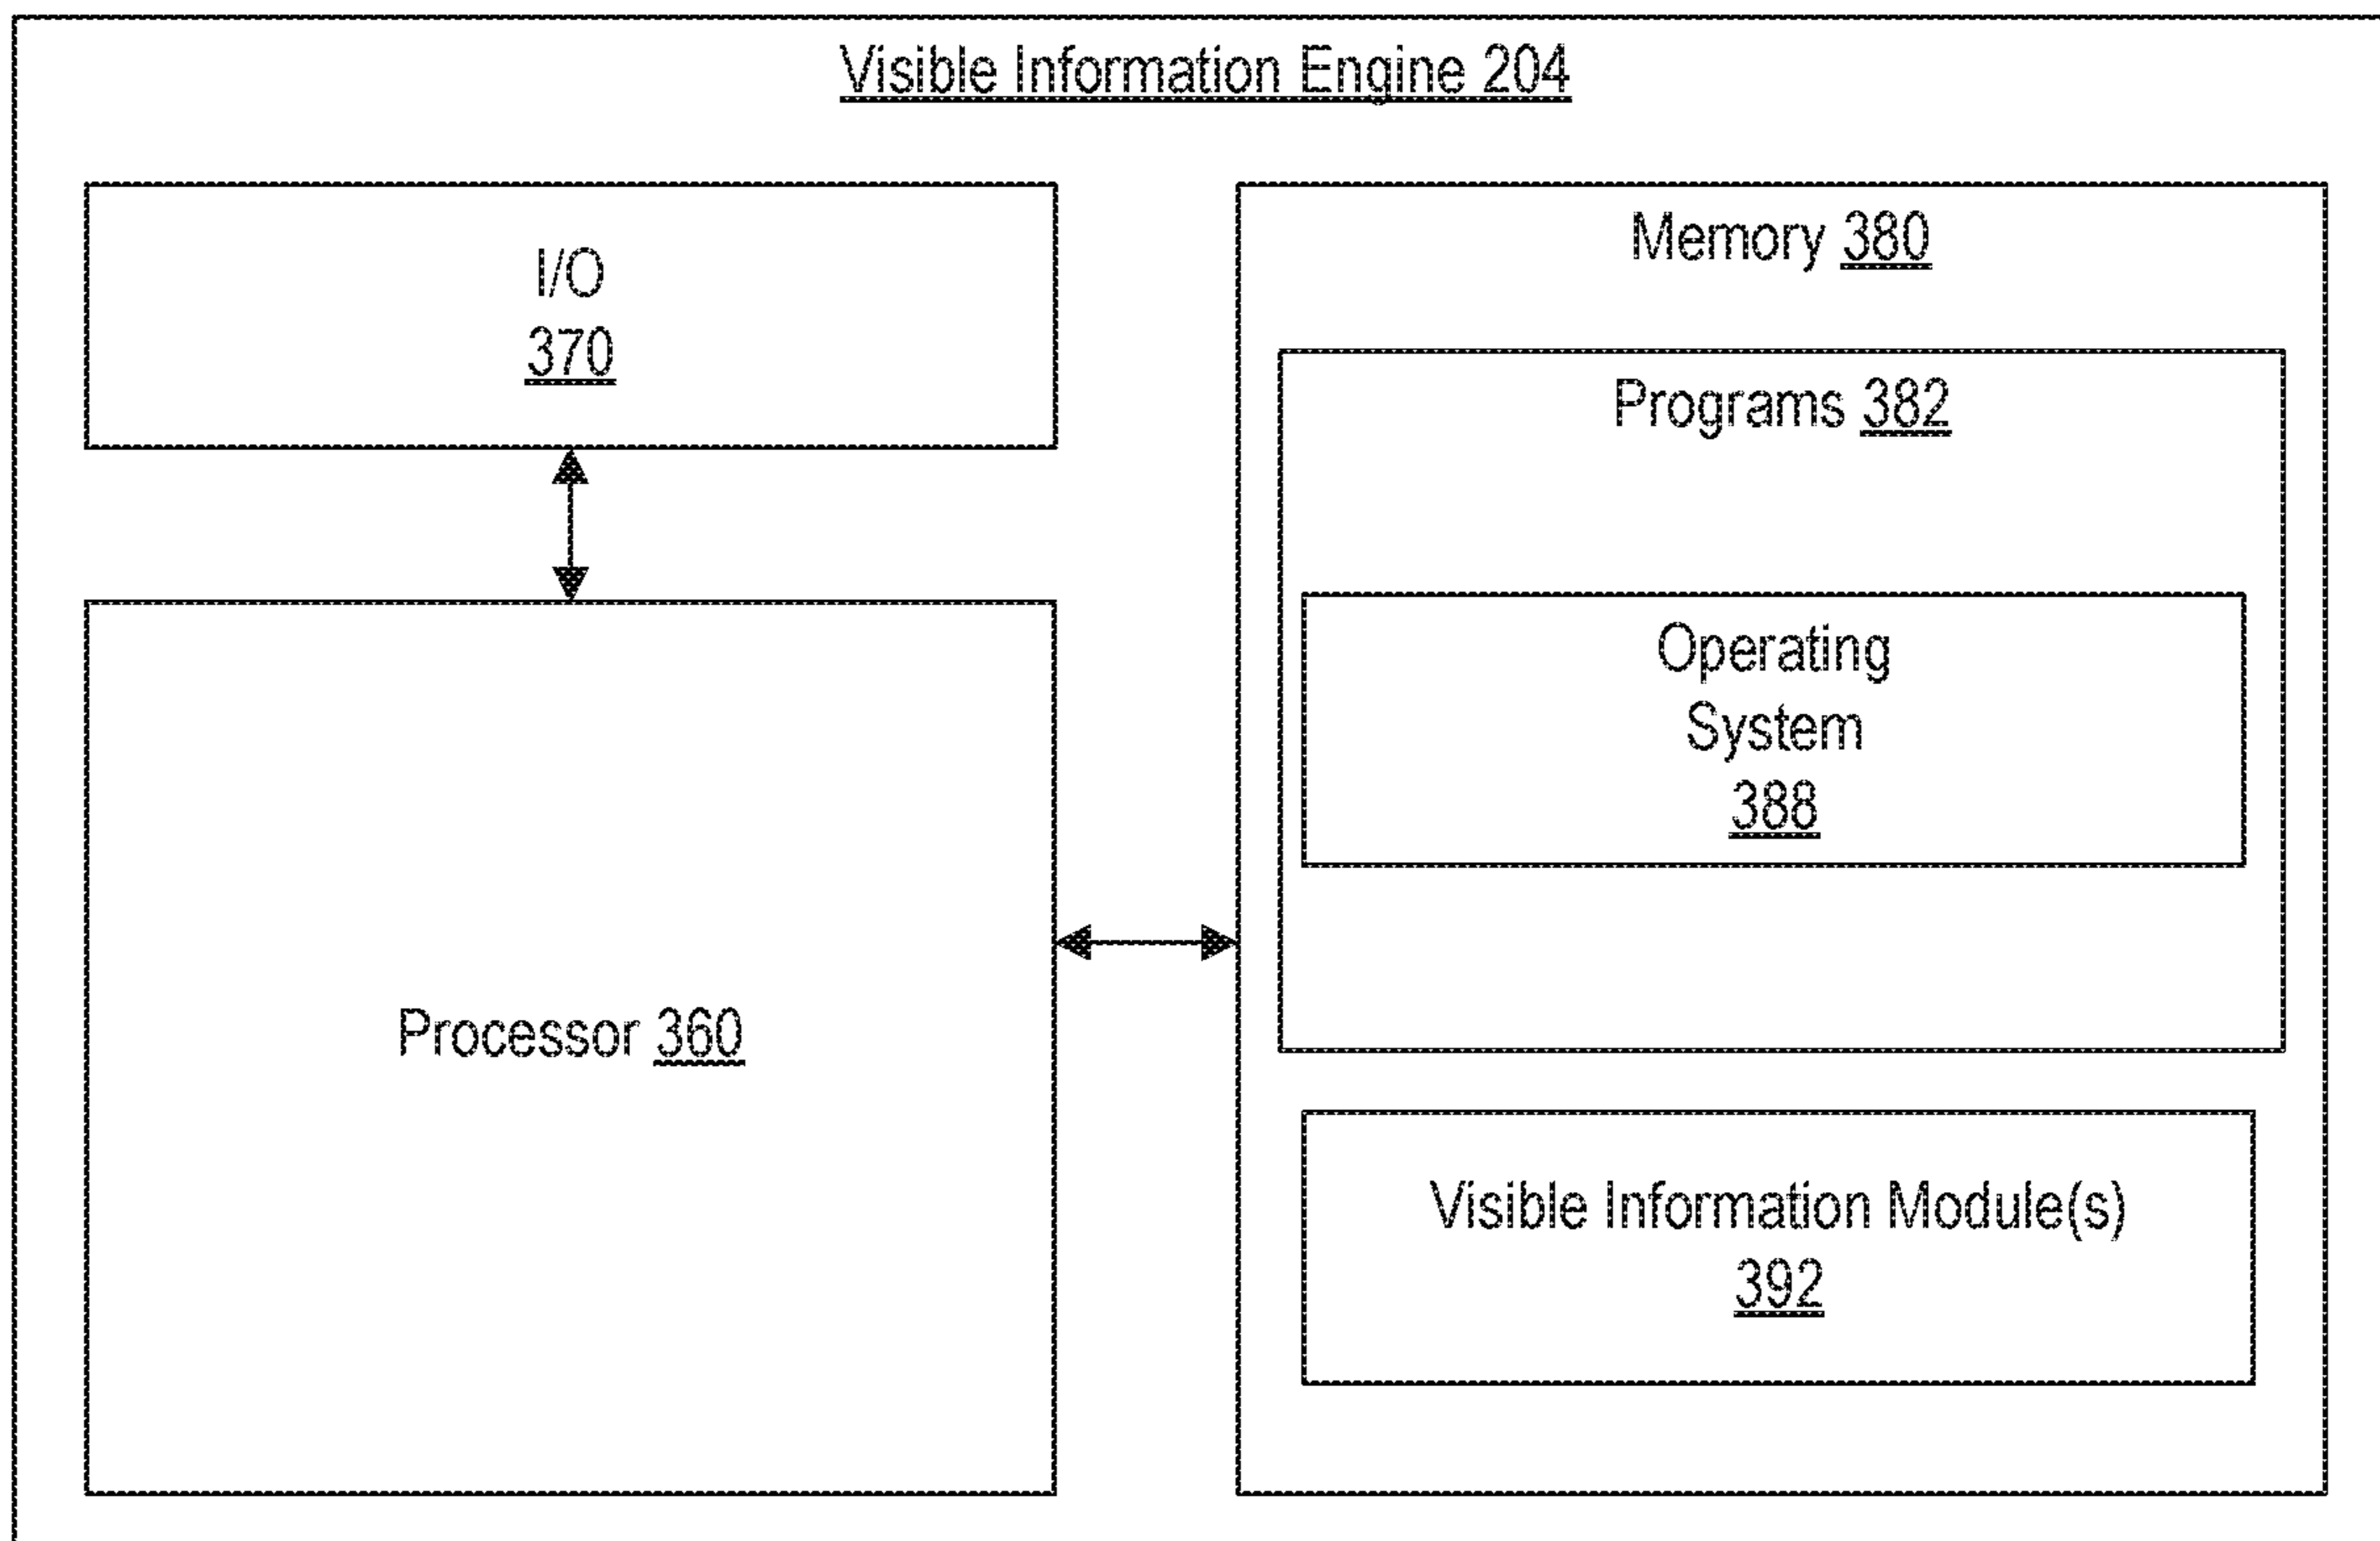 Visible Information Engine 204
I/O
370
Processor 360
Memory 380
Programs 382
Operating
System
388
Visible Information Module(s)
392